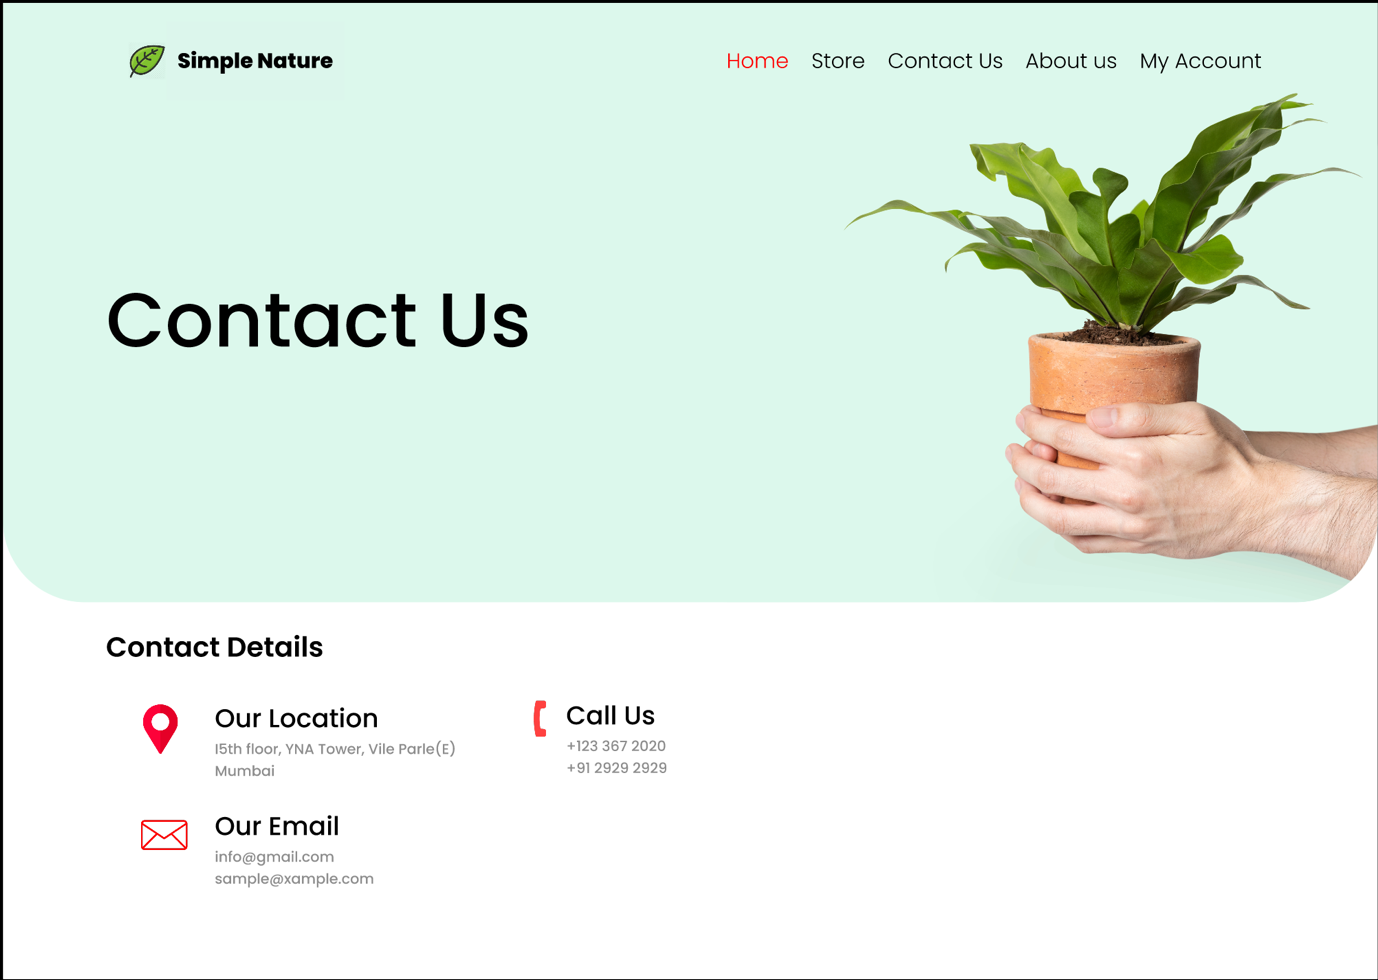 Simple Nature
Home Store Contact Us About us My Account
Contact Us
Contact Details
Our Location
I5th floor, YNA Tower, Vile Parle(E)
Mumbai
Call Us
+123 367 2020
+91 2929 2929
Our Email
info@gmail.com
sample@xample.com